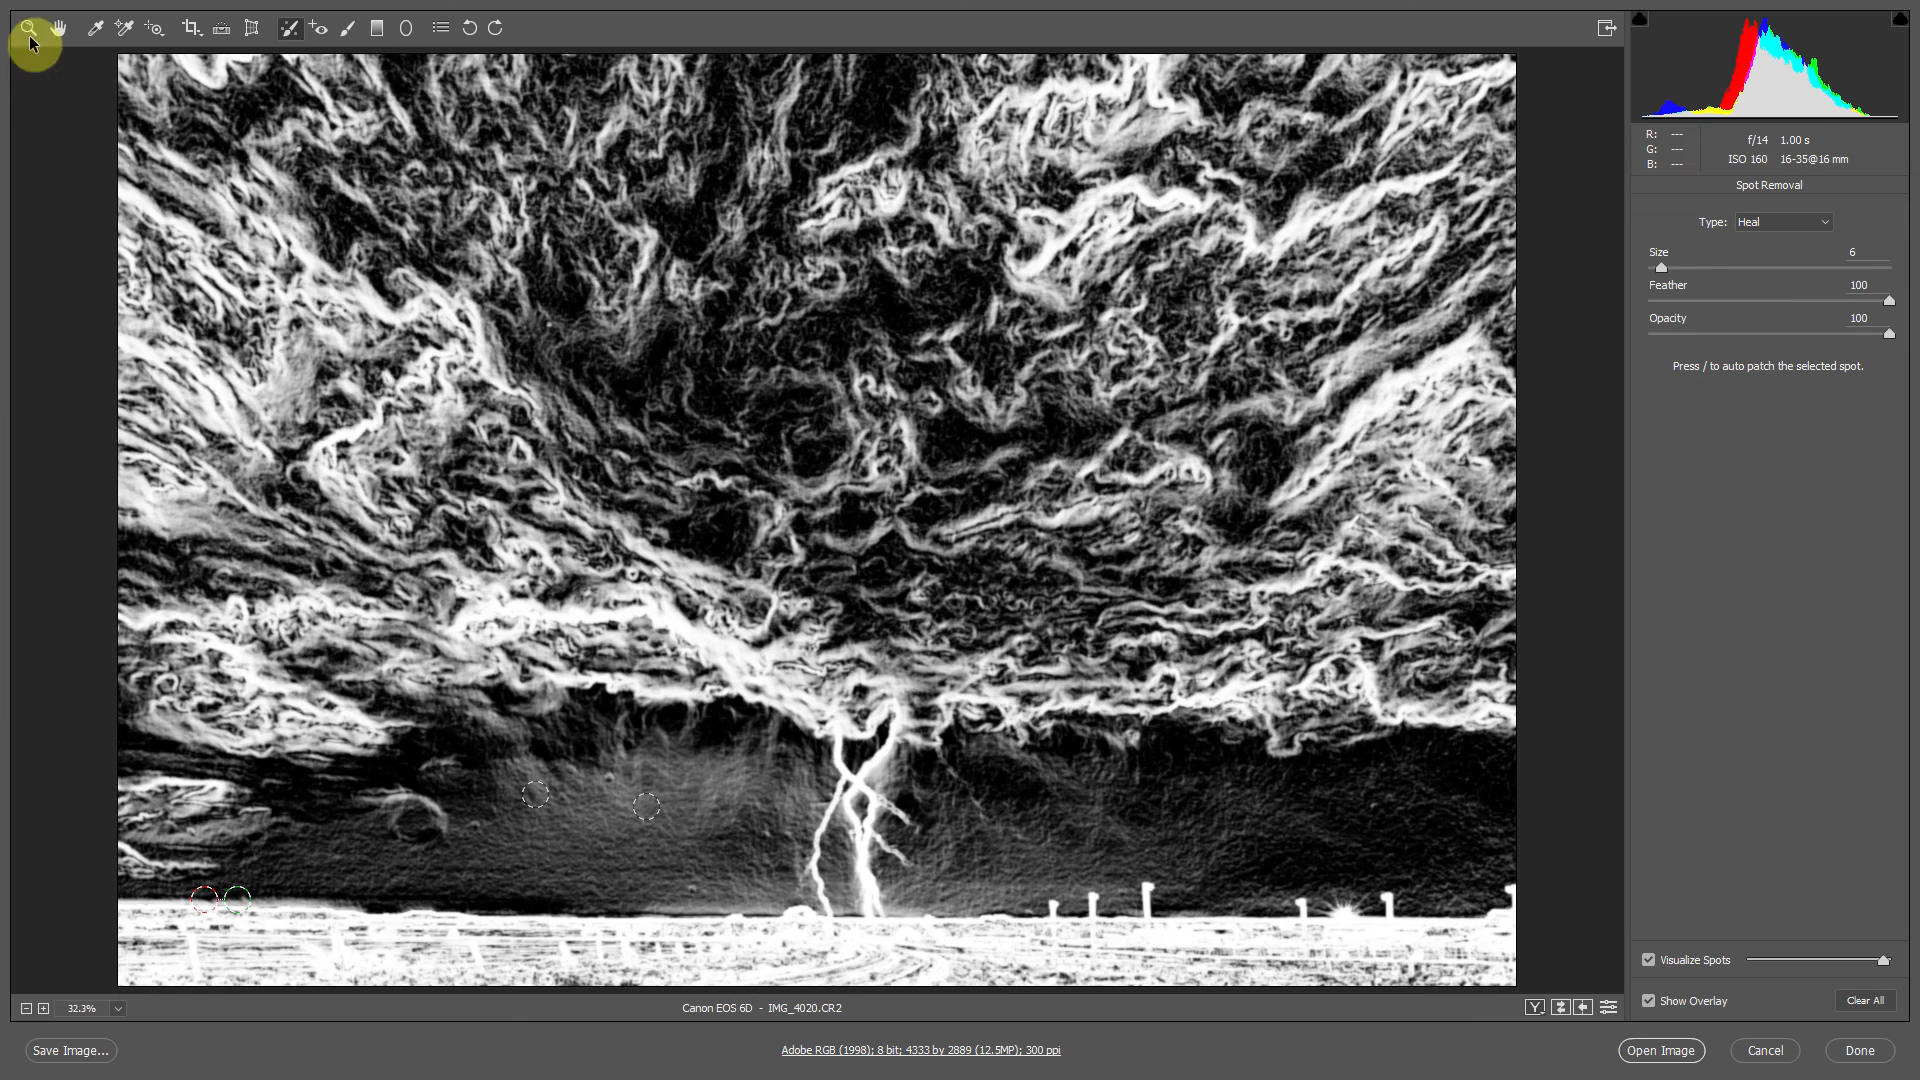 R: ---
G: ---
B: ---
f/14 1.00 s
ISO 160 16-35@16 mm
Spot Removal
Type: Heal
Size 6
Feather 100
Opacity 100
Press / to auto patch the selected spot.
Visualize Spots
Show Overlay Clear All
32.3% Canon EOS 6D - IMG_4020.CR2 Y
Save Image... Adobe RGB (1998); 8 bit; 4333 by 2889 (12.5MP); 300 ppi Open Image Cancel Done